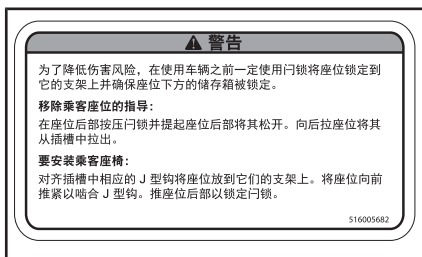 警告
为了降低伤害风险，在使用车辆之前一定使用闩锁将座位锁定到
它的支架上并确保座位下方的储存箱被锁定。
移除乘客座位的指导：
在座位后部按压闩锁并提起座位后部将其松开。向后拉座位将其
从插槽中拉出。
要安装乘客座椅：
对齐插槽中相应的 J 型钩将座位放到它们的支架上。将座位向前
推紧以啮合 J 型钩。推座位后部以锁定闩锁。
516005682